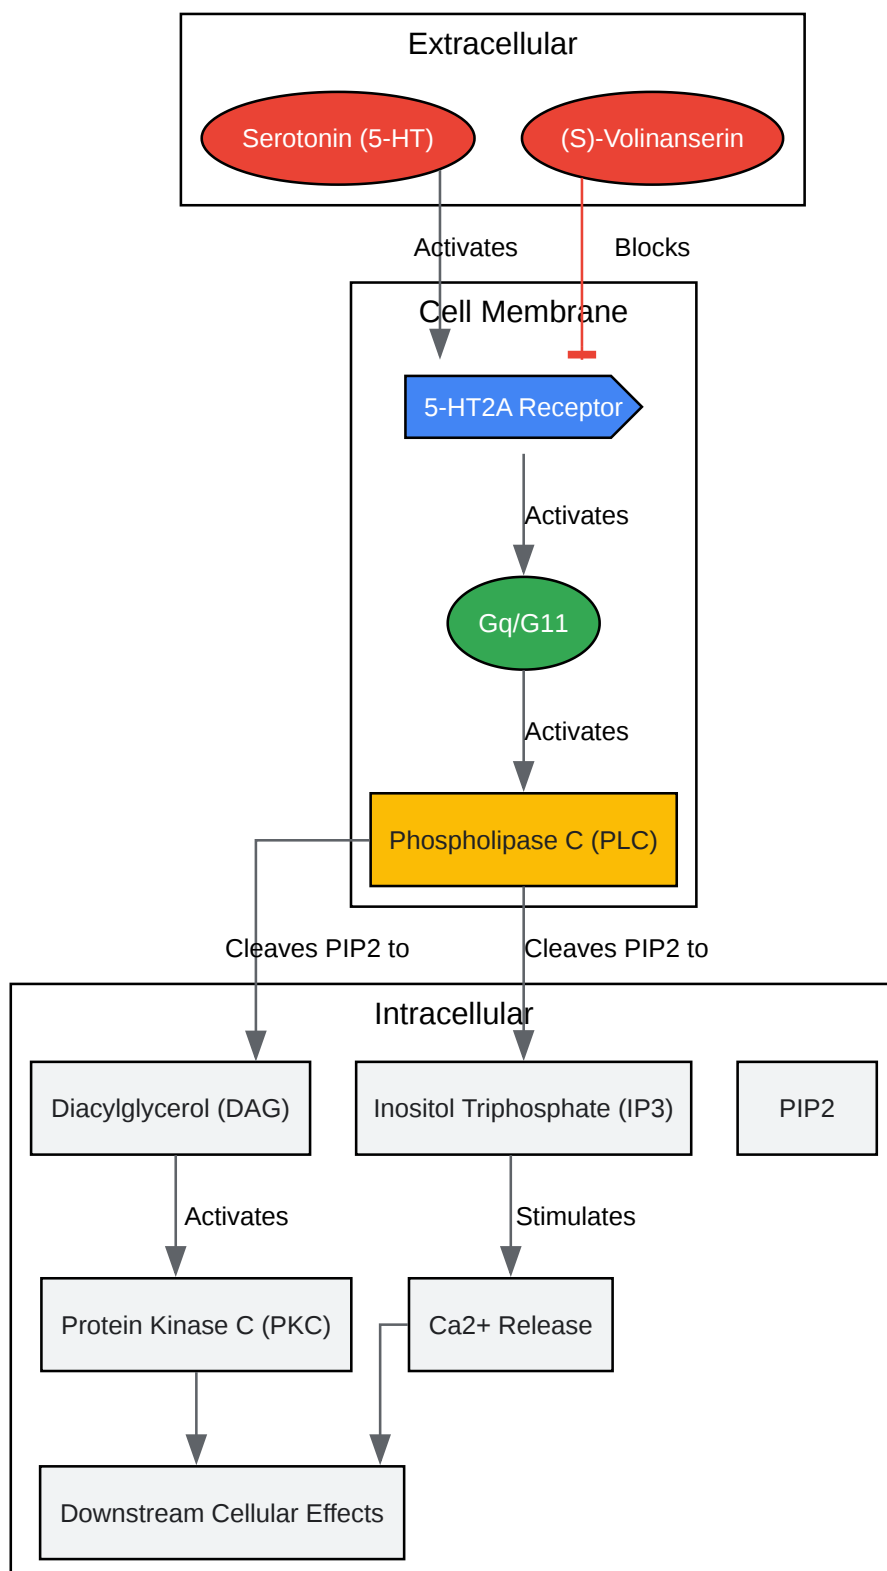 Extracellular
Serotonin (5-HT)
(S)-Volinanserin
Activates
Blocks
Cell Membrane
5-HT2A Receptor
Activates
Gq/G11
Activates
Phospholipase C (PLC)
Cleaves PIP2 to
Cleaves PIP2 to
Intracellular
Diacylglycerol (DAG)
Inositol Triphosphate (IP3)
PIP2
Activates
Stimulates
Protein Kinase C (PKC)
Ca2+ Release
Downstream Cellular Effects